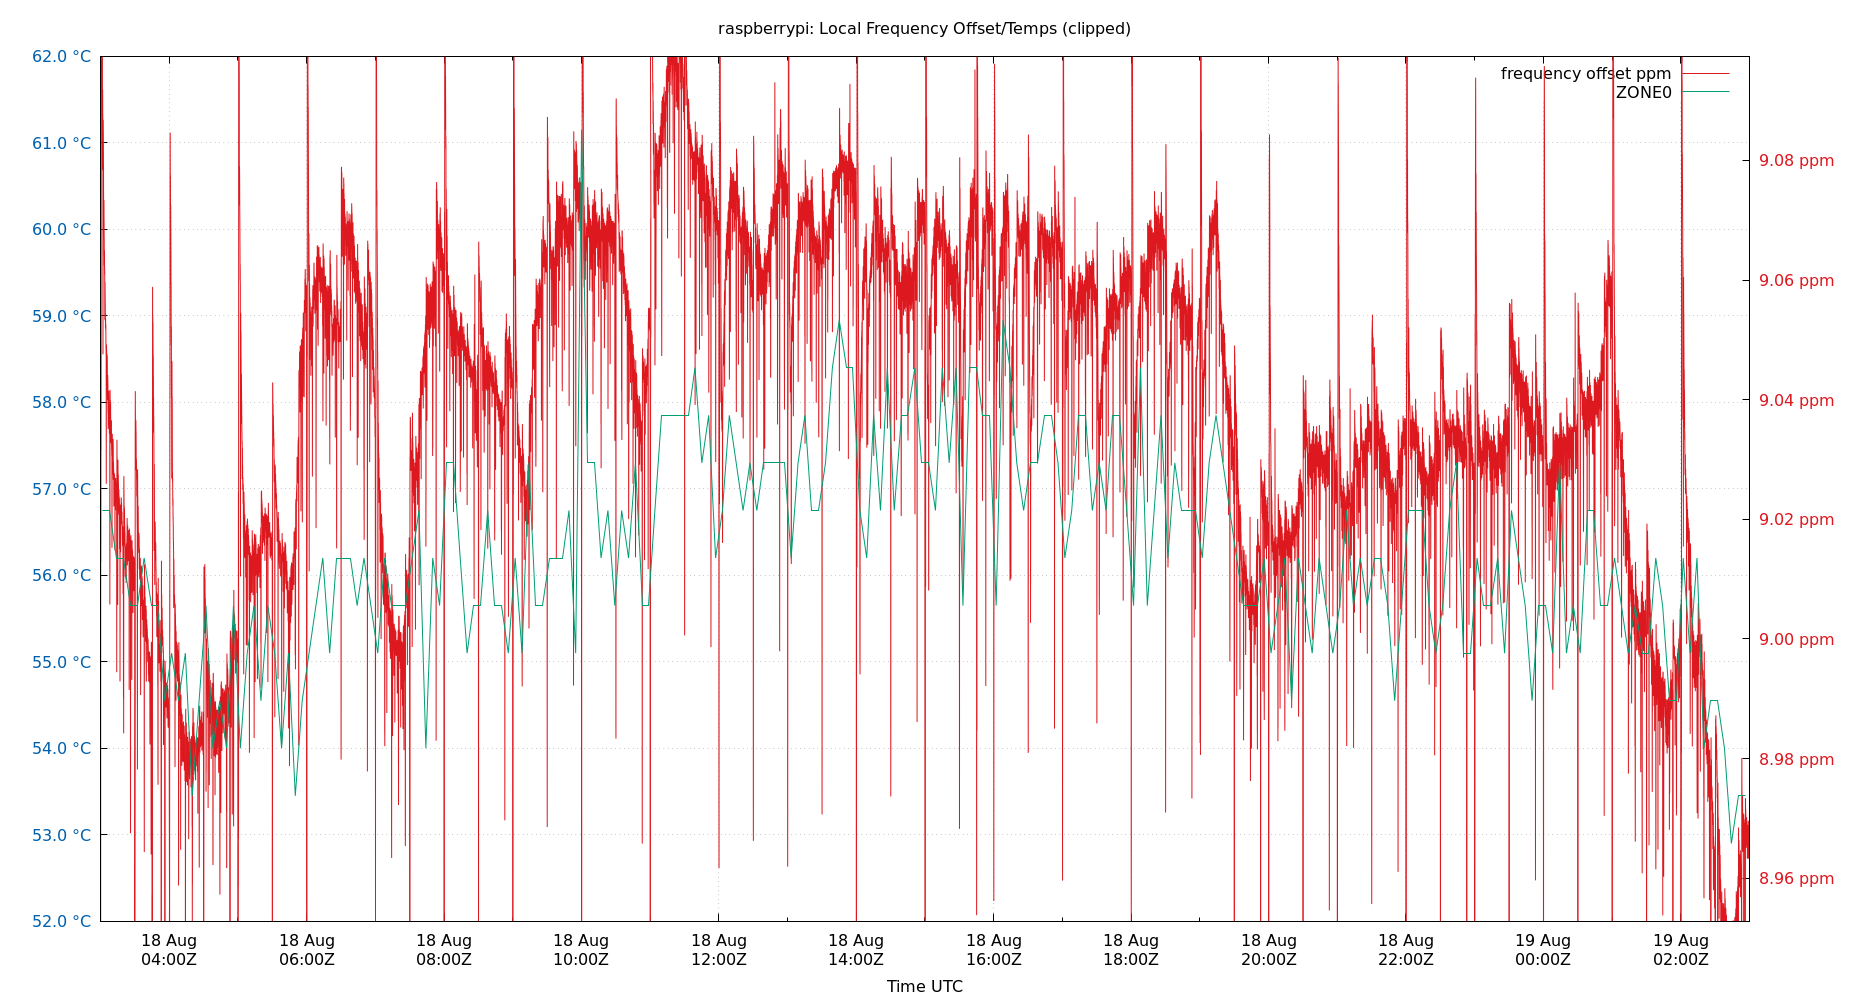 raspberrypi: Local Frequency Offset/Temps (clipped)
62.0 °C
61.0 °C
60.0 °C
59.0 °C
58.0 °C
57.0 °C
56.0 °C
55.0 °C
54.0 °C
53.0 °C
52.0 °C
frequency offset ppm
ZONE0
9.08 ppm
9.06 ppm
9.04 ppm
9.02 ppm
9.00 ppm
8.98 ppm
8.96 ppm
18 Aug 18 Aug 18 Aug 18 Aug 18 Aug 18 Aug 18 Aug 18 Aug 18 Aug 18 Aug 19 Aug 19 Aug
04:00Z 06:00Z 08:00Z 10:00Z 12:00Z 14:00Z 16:00Z 18:00Z 20:00Z 22:00Z 00:00Z 02:00Z
Time UTC